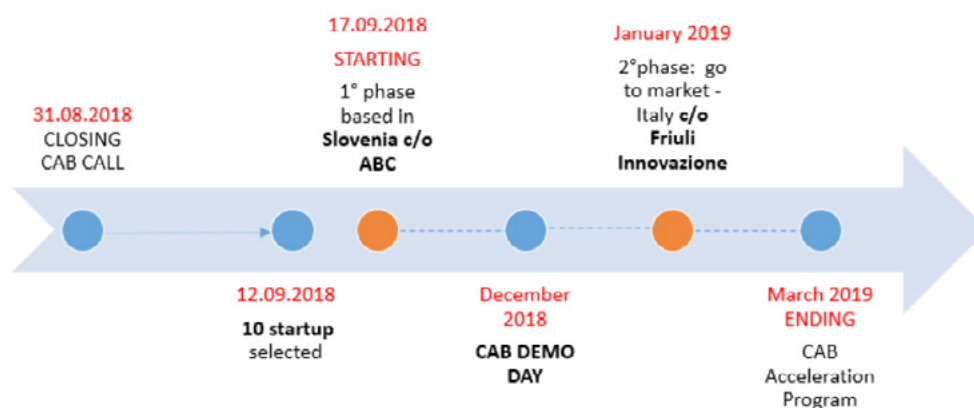 31.08.2018
CLOSING
CAB CALL
12.09.2018
10 startup
selected
17.09.2018
STARTING
1° phase
based in
Slovenia c/o
ABC
December
2018
CAB DEMO
DAY
January 2019
2°phase: go
to market -
Italy c/o
Friuli
Innovazione
March 2019
ENDING
CAB
Acceleration
Program